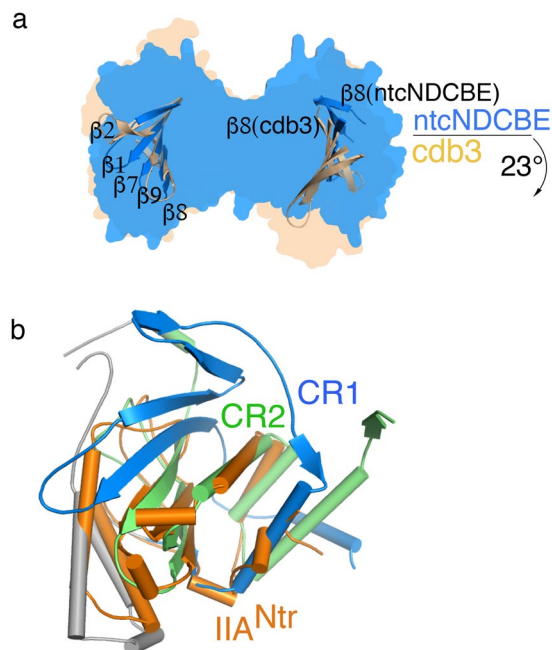 a
β8(ntcNDCBE)
β2
β8(cdb3)
ntcNDCBE
β1
cdb3
23°
β7
β9
β8
b
CR1
CR2
IIA^Ntr